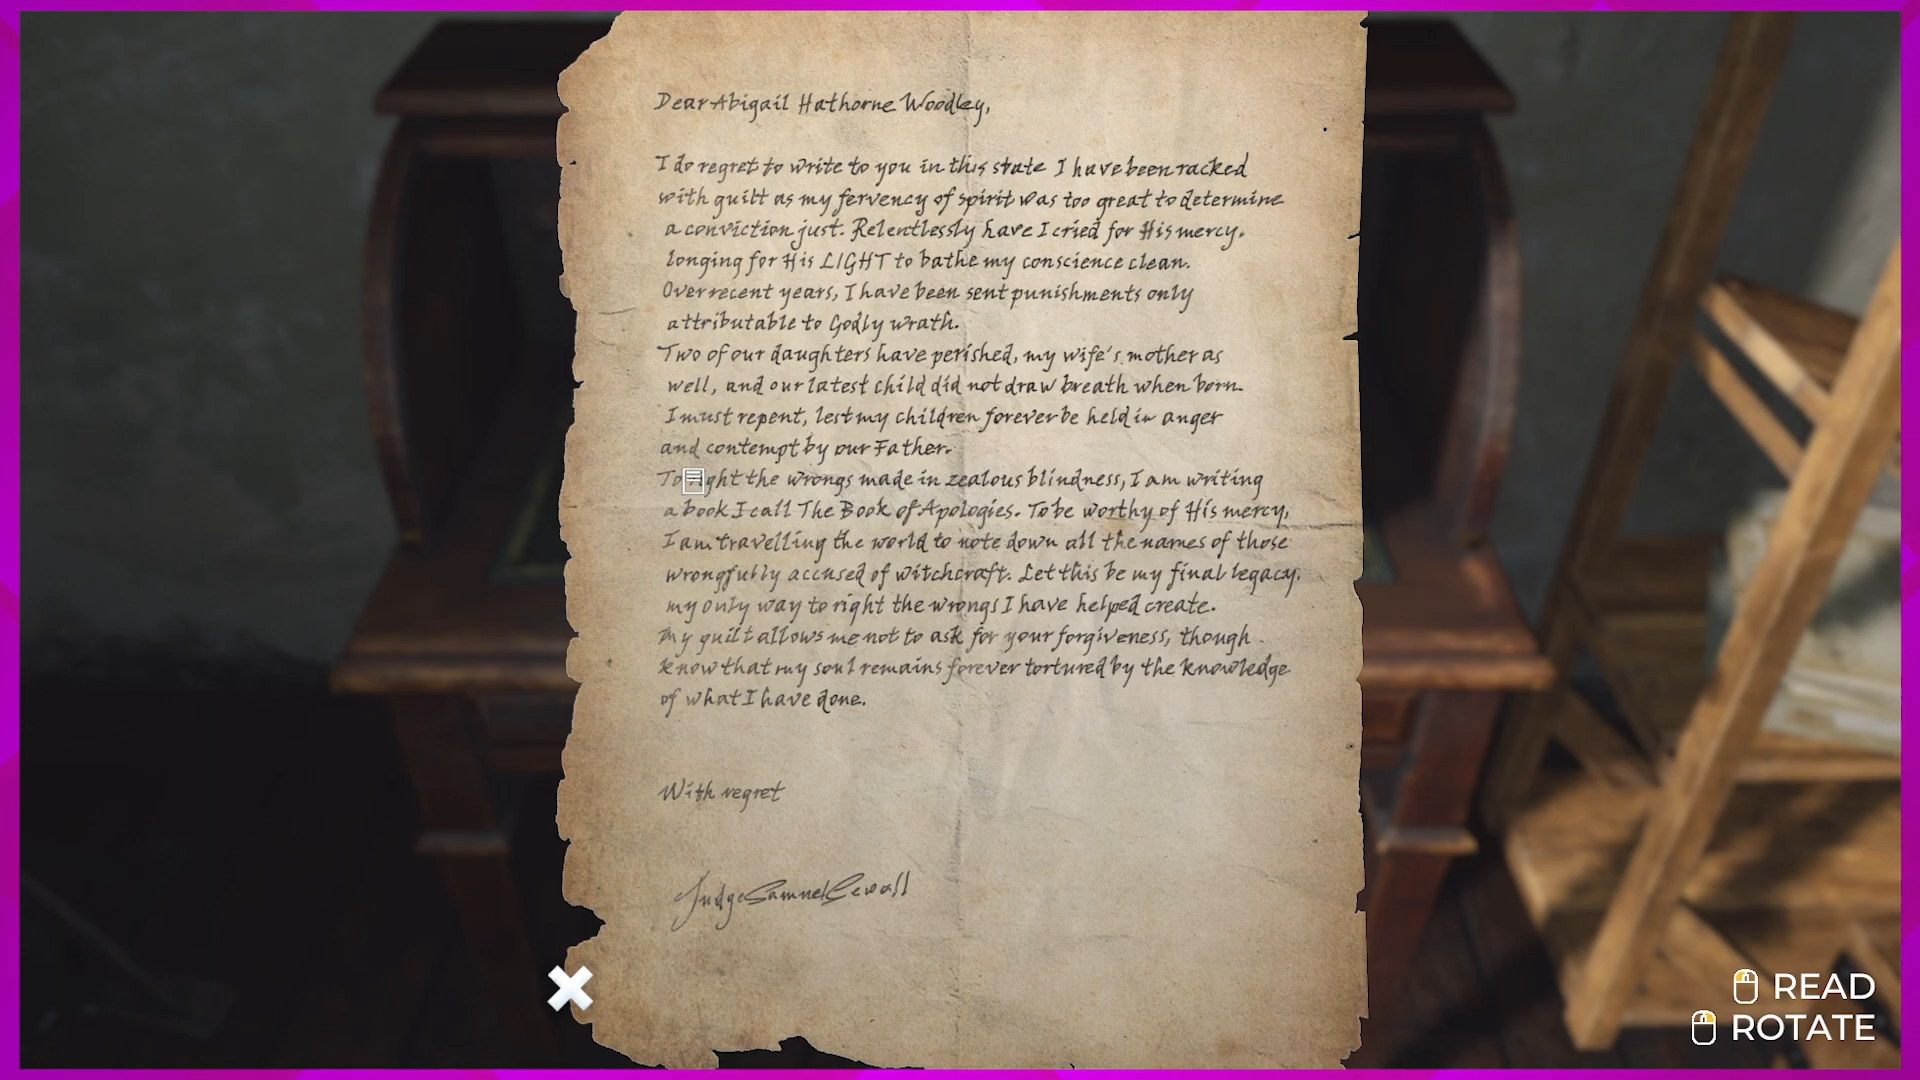 Dear Abigail Hathorne Woodley,
I do regret to write to you in this state I have been racked
with guilt as my fervency of spirit was too great to determine
a conviction just. Relentlessly have I cried for His mercy,
longing for His LIGHT to bathe my conscience clean.
Over recent years, I have been sent punishments only
attributable to Godly wrath.
Two of our daughters have perished, my wife's mother as
well, and our latest child did not draw breath when born.
I must repent, lest my children forever be held in anger
and contempt by our Father.
To right the wrongs made in zealous blindness, I am writing
a book I call The Book of Apologies. To be worthy of His mercy,
I am travelling the world to note down all the names of those
wrongfully accused of witchcraft. Let this be my final legacy,
my only way to right the wrongs I have helped create.
My guilt allows me not to ask for your forgiveness, though
know that my soul remains forever tortured by the knowledge
of what I have done.
With regret
Judge Samuel Sewall
READ
ROTATE